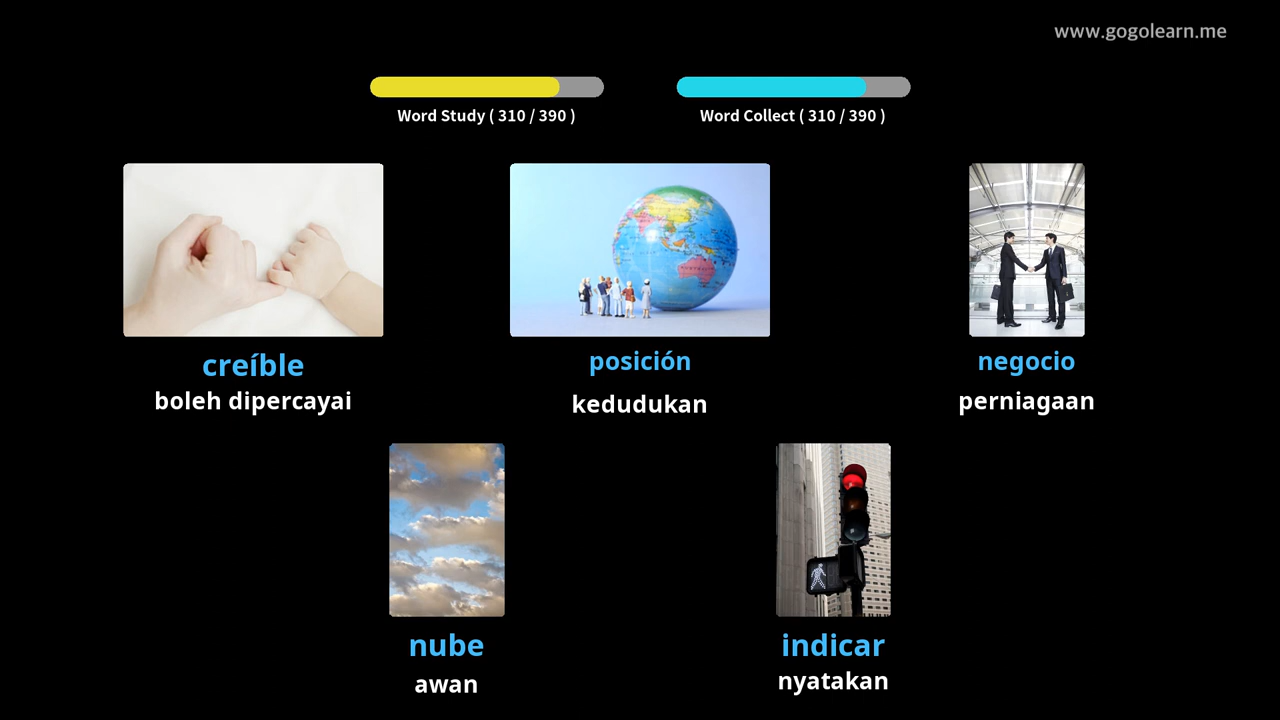 www.gogolearn.me
Word Study ( 310 / 390 )
Word Collect ( 310 / 390 )
creíble
boleh dipercayai
posición
kedudukan
negocio
perniagaan
nube
awan
indicar
nyatakan